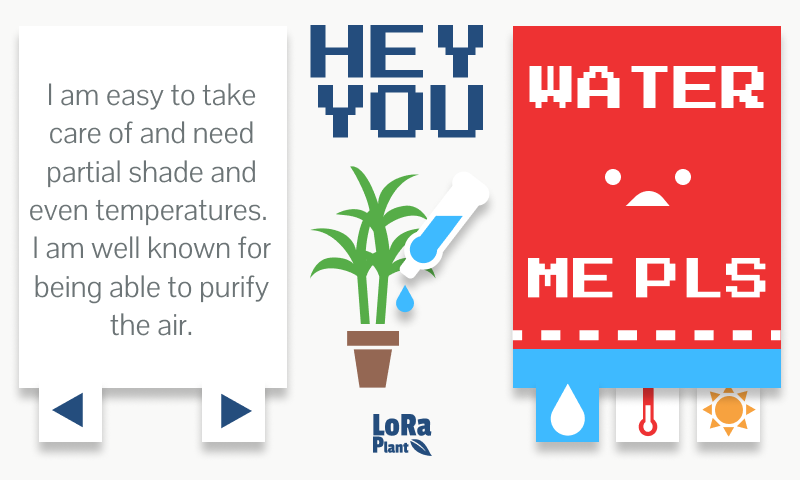 I am easy to take
care of and need
partial shade and
even temperatures.
I am well known for
being able to purify
the air.
HEY
YOU
LoRa
Plant
WATER
ME PLS